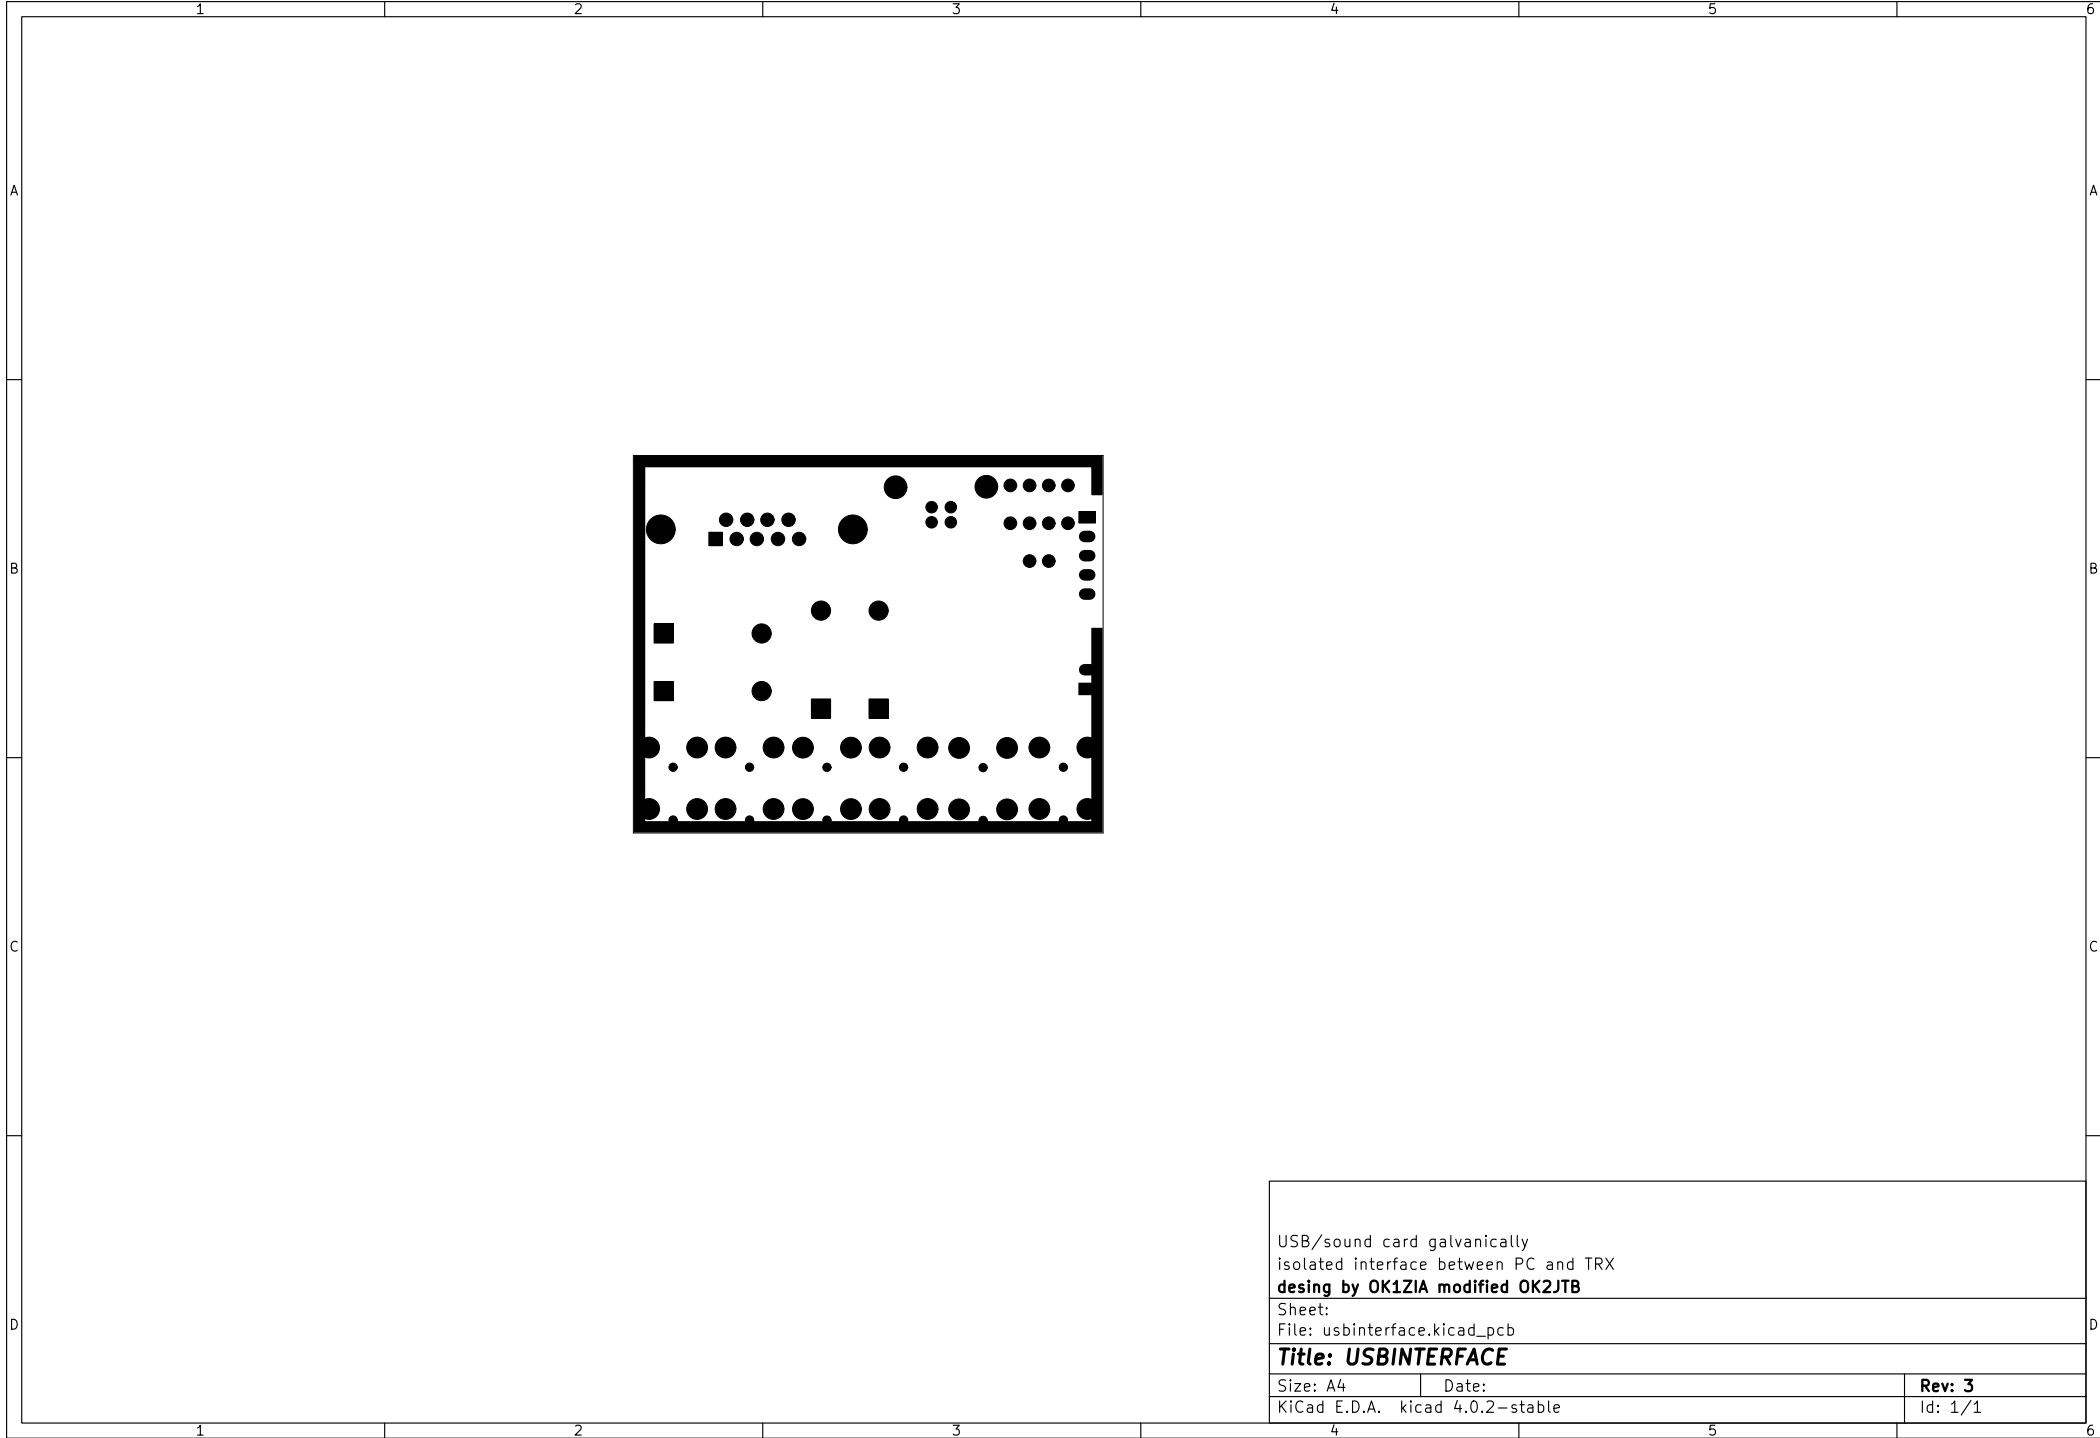 1 2 3 4 5 6
A A
B B
C C
USB/sound card galvanically
isolated interface between PC and TRX
desing by OK1ZIA modified OK2JTB
Sheet:
D D
File: usbinterface.kicad_pcb
Title: USBINTERFACE
Size: A4 Date: Rev: 3
KiCad E.D.A. kicad 4.0.2-stable Id: 1/1
1 2 3 4 5 6